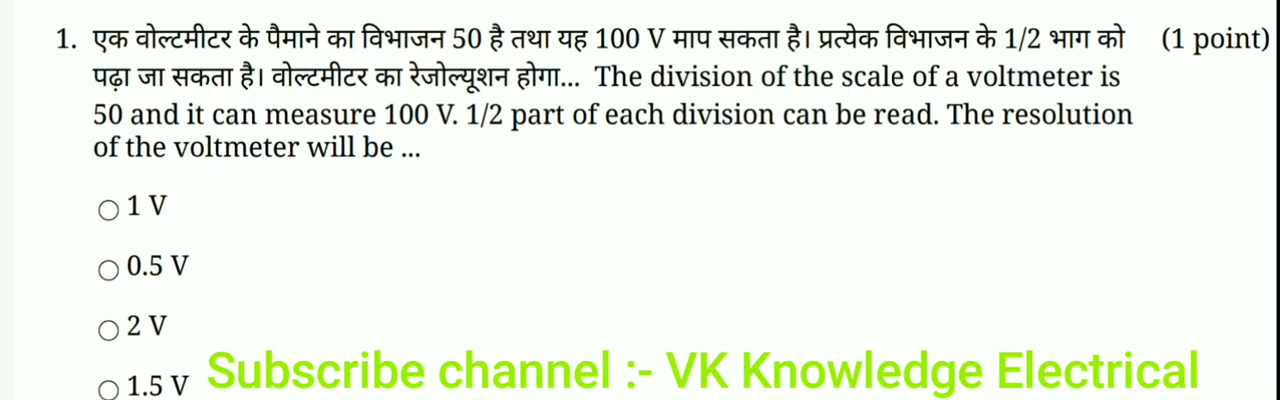 1. एक वोल्टमीटर के पैमाने का विभाजन 50 है तथा यह 100 V माप सकता है। प्रत्येक विभाजन के 1/2 भाग को (1 point)
पढ़ा जा सकता है। वोल्टमीटर का रेजोल्यूशन होगा... The division of the scale of a voltmeter is
50 and it can measure 100 V. 1/2 part of each division can be read. The resolution
of the voltmeter will be ...
1 V
0.5 V
2 V
1.5 V
Subscribe channel :- VK Knowledge Electrical